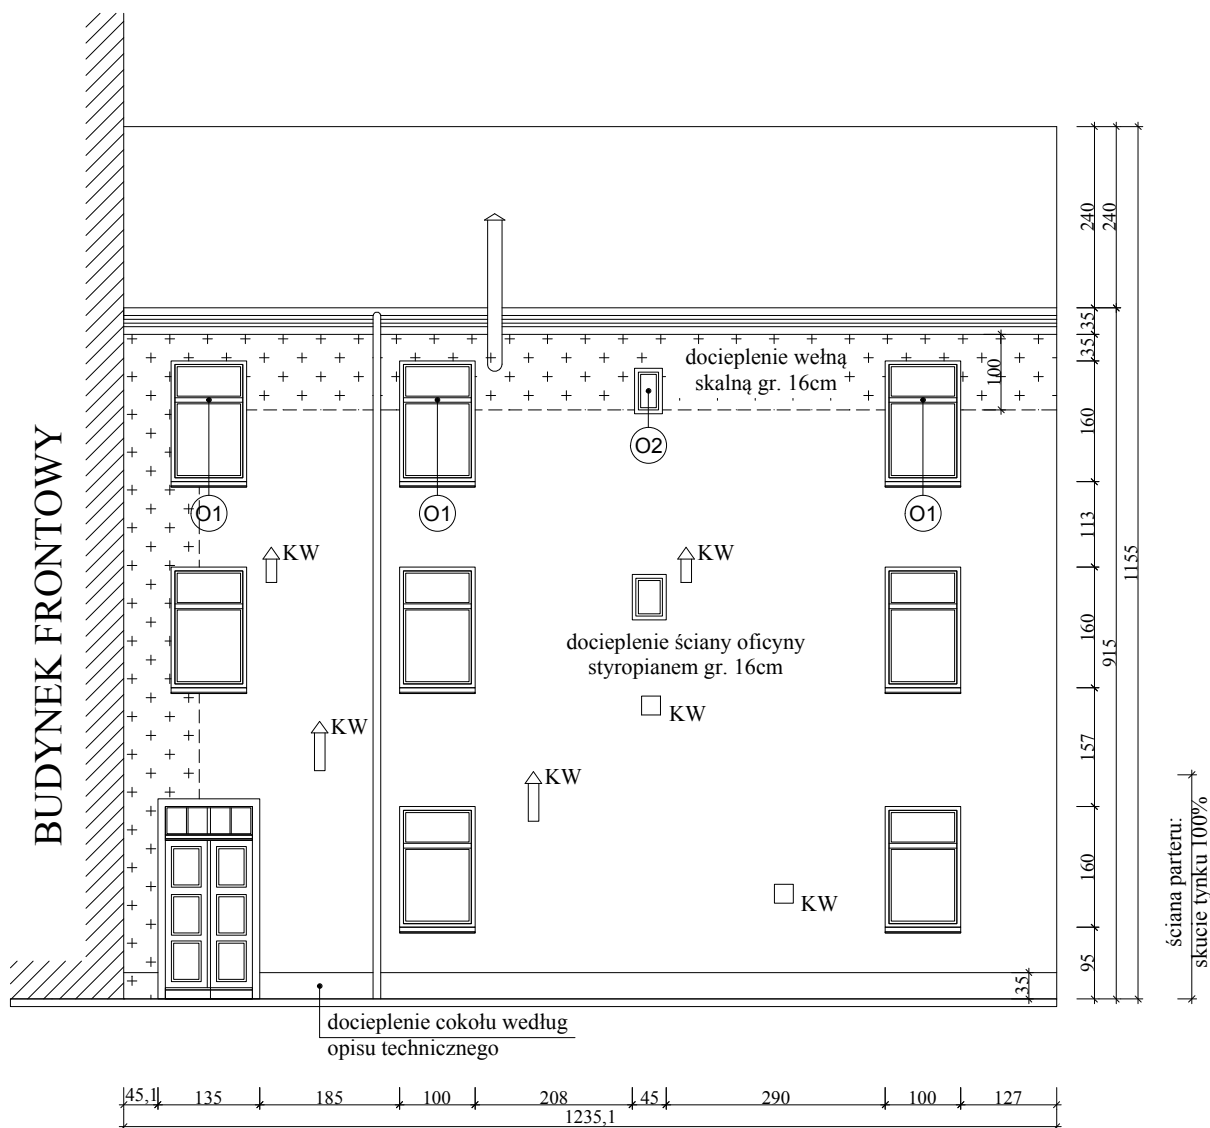 BUDYNEK FRONTOWY
docieplenie wełną
skalną gr. 16cm
100
O2
O1
O1
O1
KW
KW
docieplenie ściany oficyny
styropianem gr. 16cm
KW
KW
KW
KW
35
docieplenie cokołu według
opisu technicznego
240
240
35
35
160
113
160
157
160
95
915
1155
ściana parteru:
skucie tynku 100%
45,1
135
185
100
208
45
290
100
127
1235,1